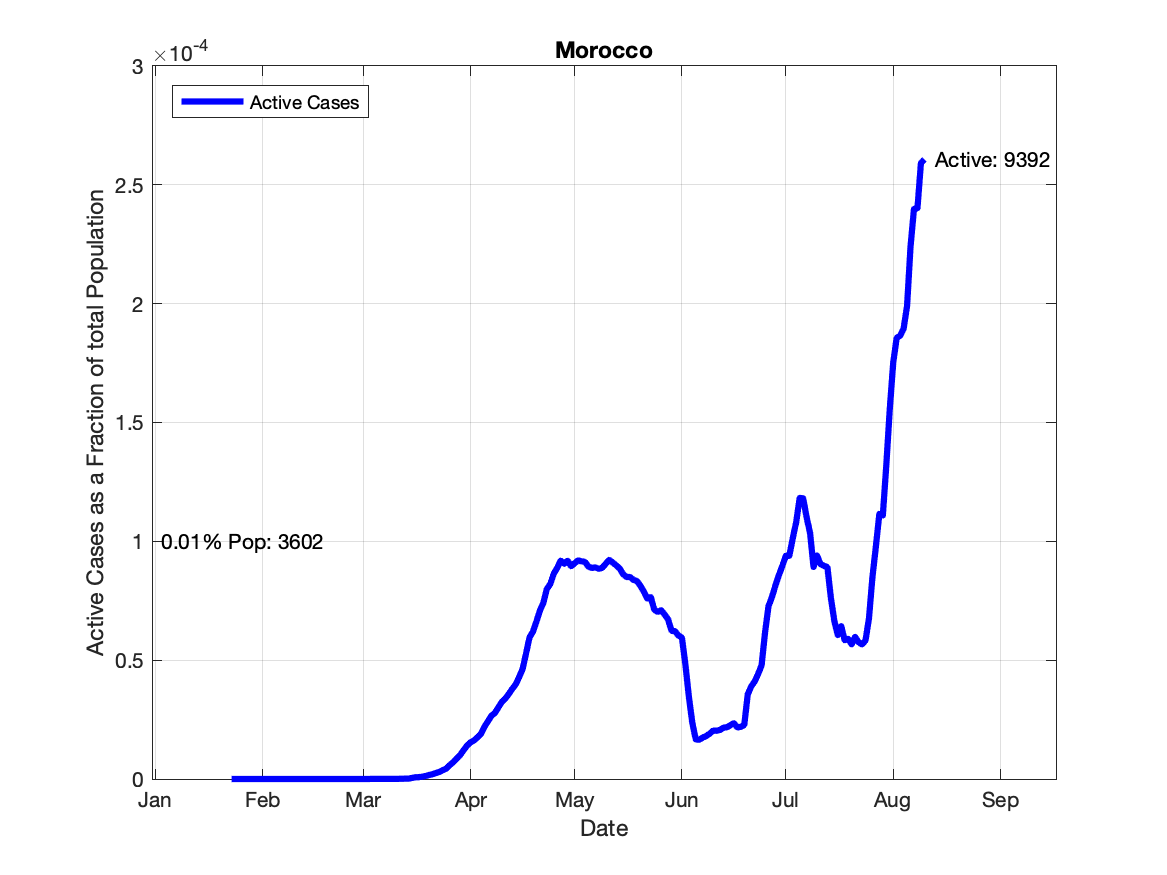 Morocco
×10⁻⁴
Active Cases
3
2.5
2
1.5
1
0.5
0
Active: 9392
0.01% Pop: 3602
Active Cases as a Fraction of total Population
Jan Feb Mar Apr May Jun Jul Aug Sep
Date